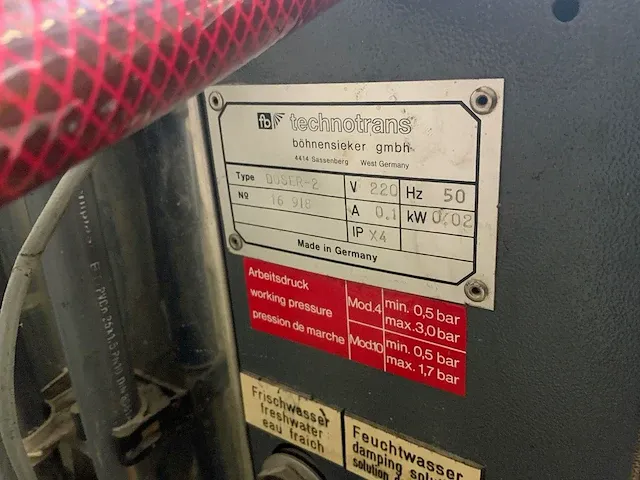 fb technotrans
böhnensieker gmbh
4414 Sassenberg West Germany
Type DOSER-2 V 220 Hz 50
No 16 918 A 0.1 kW 0.02
IP X4
Made in Germany
Arbeitsdruck
working pressure
pression de marche
Mod.4 min. 0,5 bar
max. 3,0 bar
Mod.10 min. 0,5 bar
max. 1,7 bar
Frischwasser
freshwater
eau fraich
Feuchtwasser
damping solu
solution